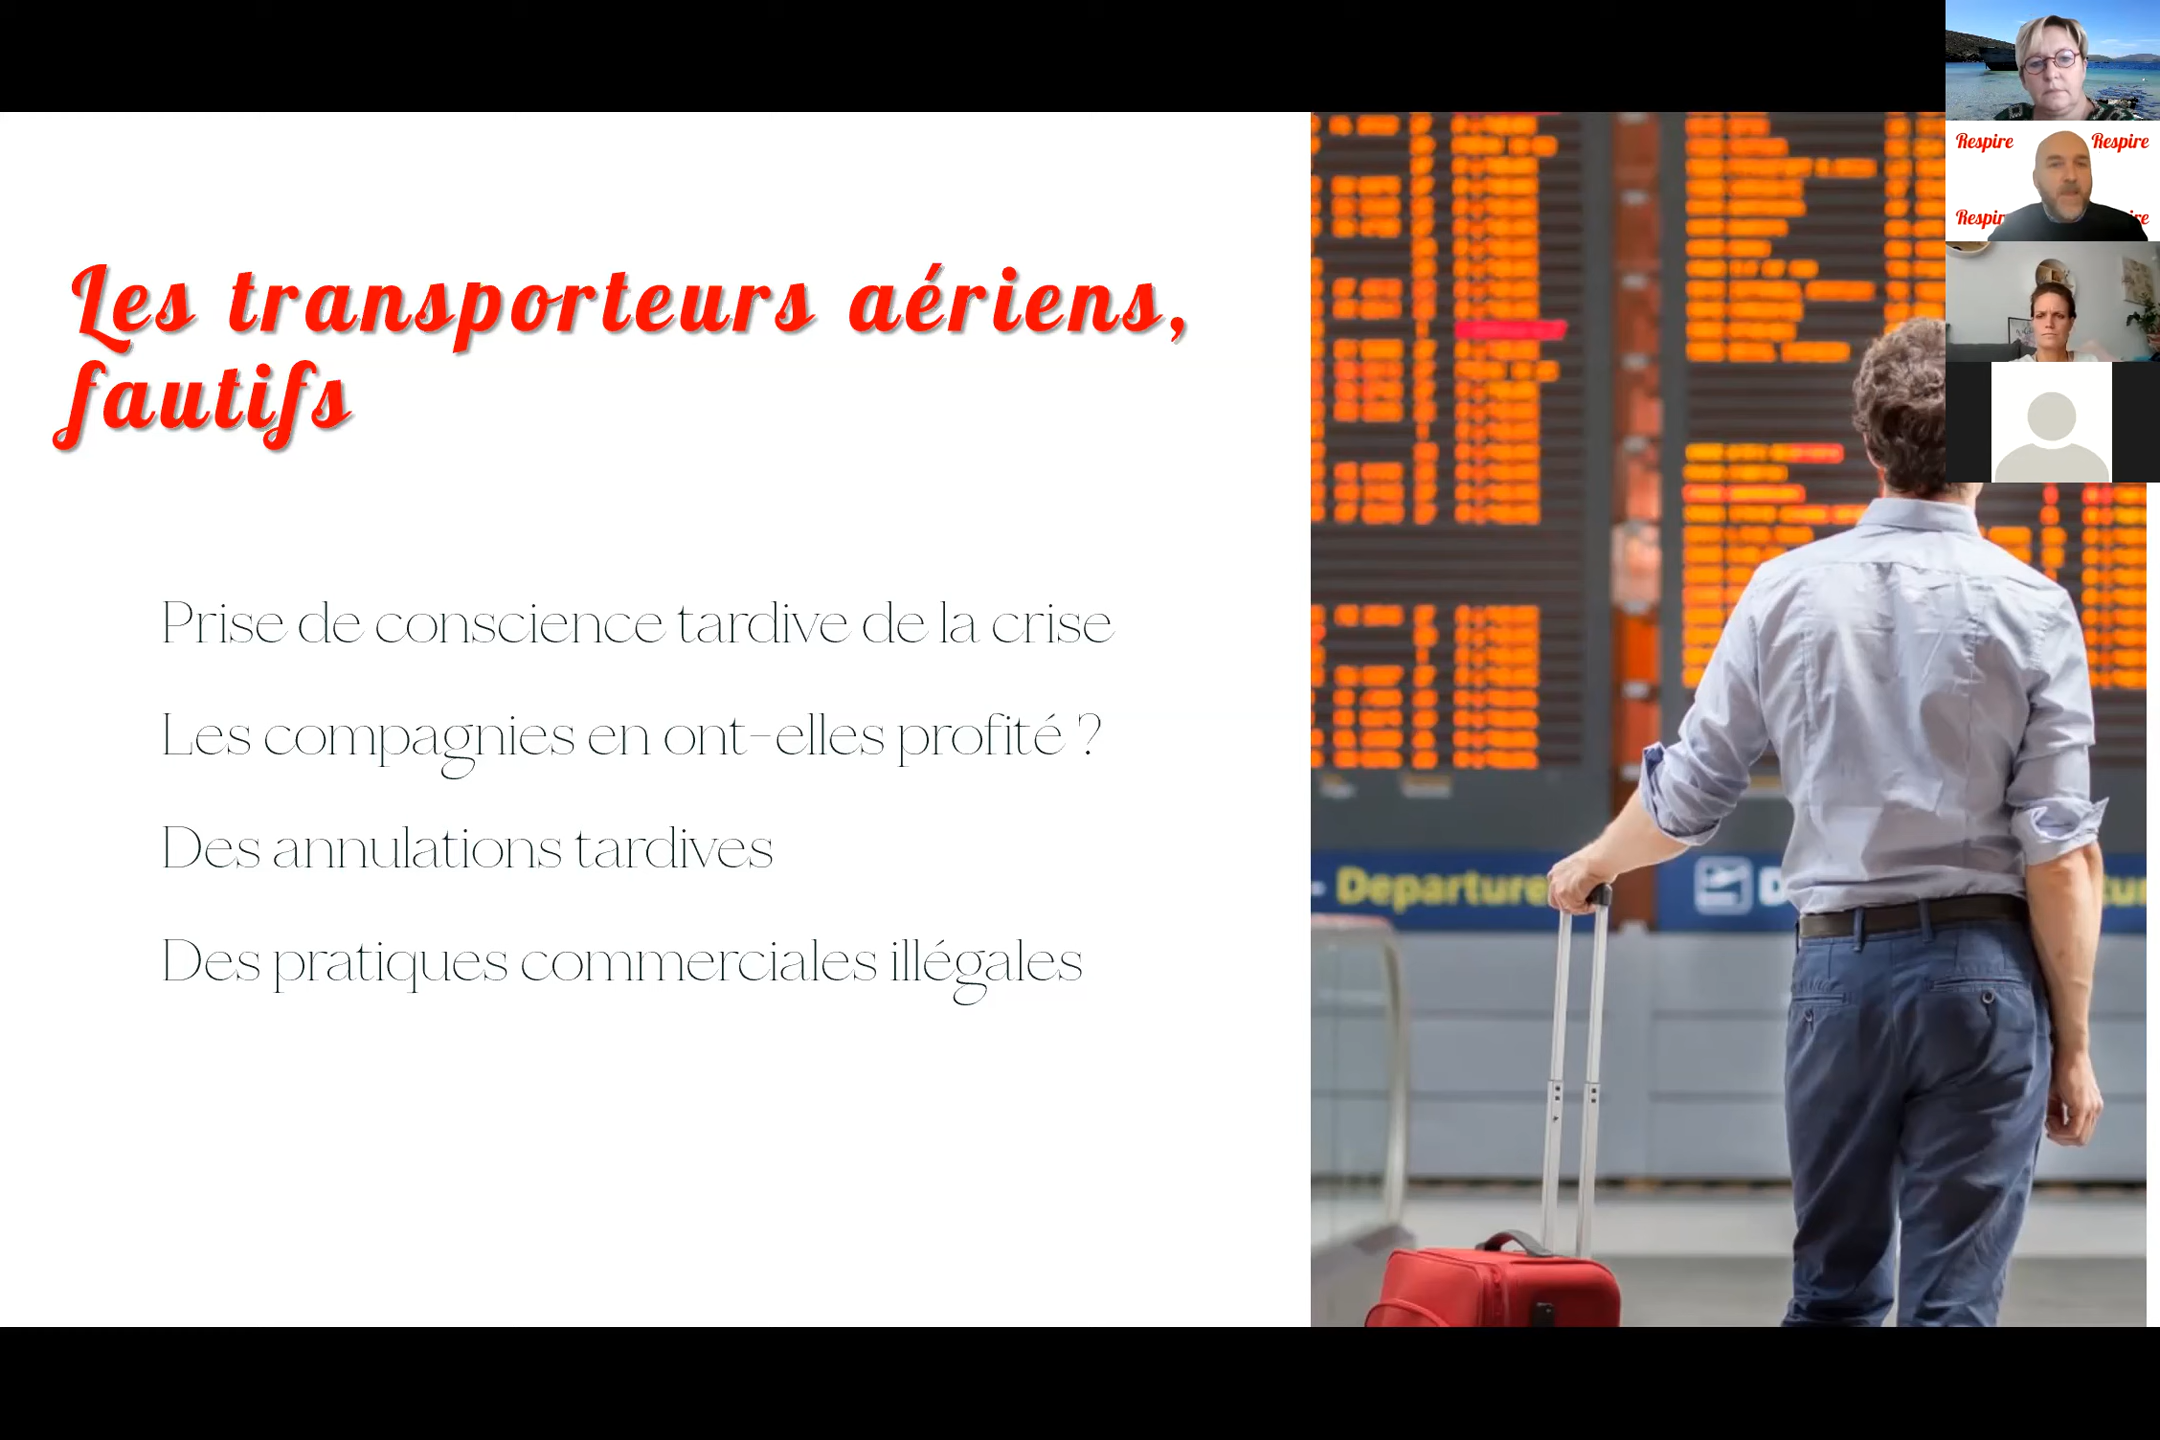 Les transporteurs aériens,
fautifs
Prise de conscience tardive de la crise
Les compagnies en ont-elles profité ?
Des annulations tardives
Des pratiques commerciales illégales
Respire
Respire
Departure